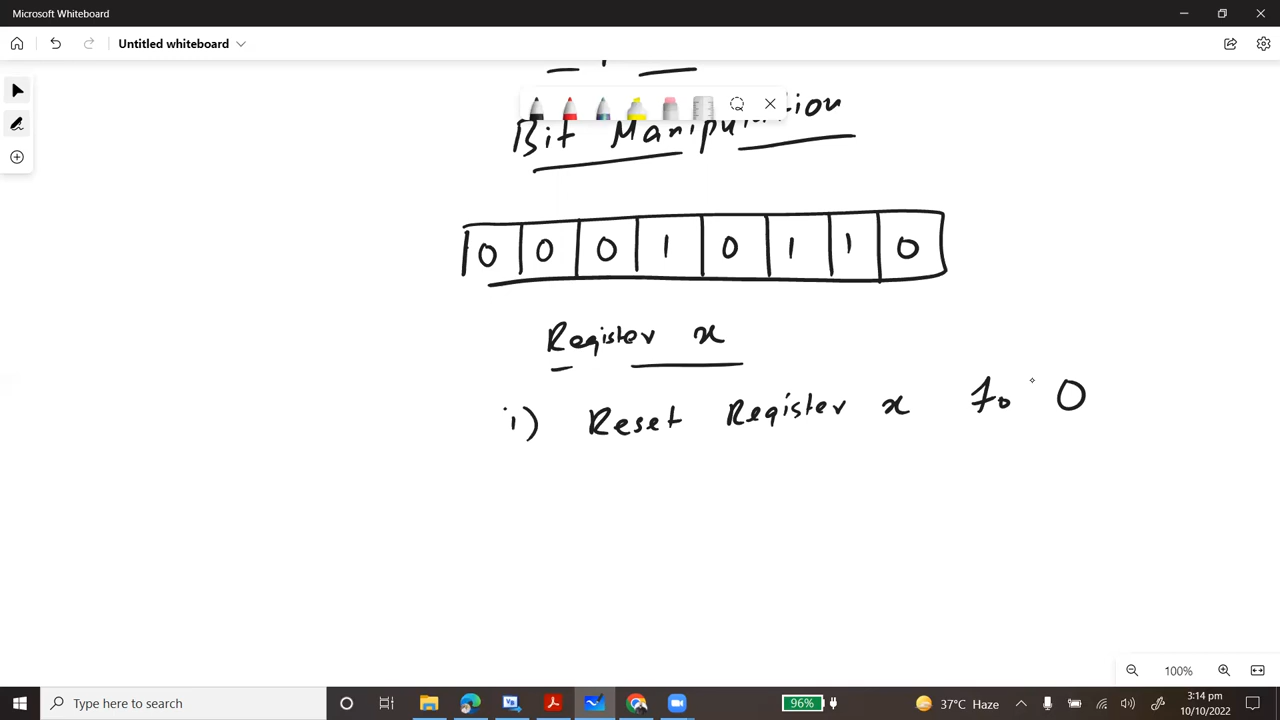 Microsoft Whiteboard
Untitled whiteboard
Bit Manipulation
0 0 0 1 0 1 1 0
Register x
i) Reset Register x to 0
100%
Type here to search
96%
37°C Haze
3:14 pm
10/10/2022